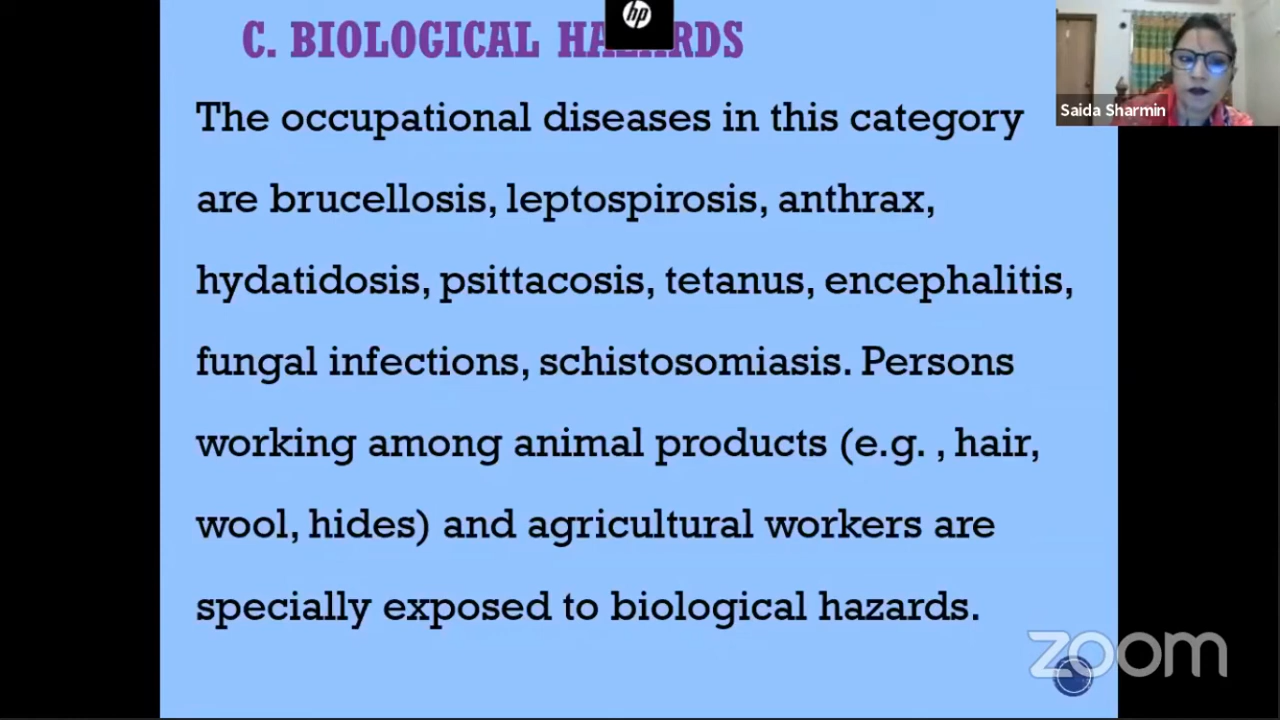 hp
C. BIOLOGICAL HA RDS
Saida Sharmin
The occupational diseases in this category
are brucellosis, leptospirosis, anthrax,
hydatidosis, psittacosis, tetanus, encephalitis,
fungal infections, schistosomiasis. Persons
working among animal products (e.g. , hair,
wool, hides) and agricultural workers are
specially exposed to biological hazards.
zoom